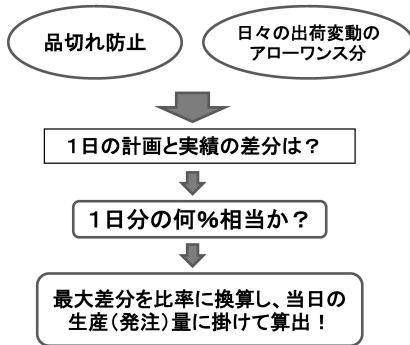 品切れ防止
日々の出荷変動の
アローワンス分
１日の計画と実績の差分は？
１日分の何％相当か？
最大差分を比率に換算し、当日の
生産（発注）量に掛けて算出！